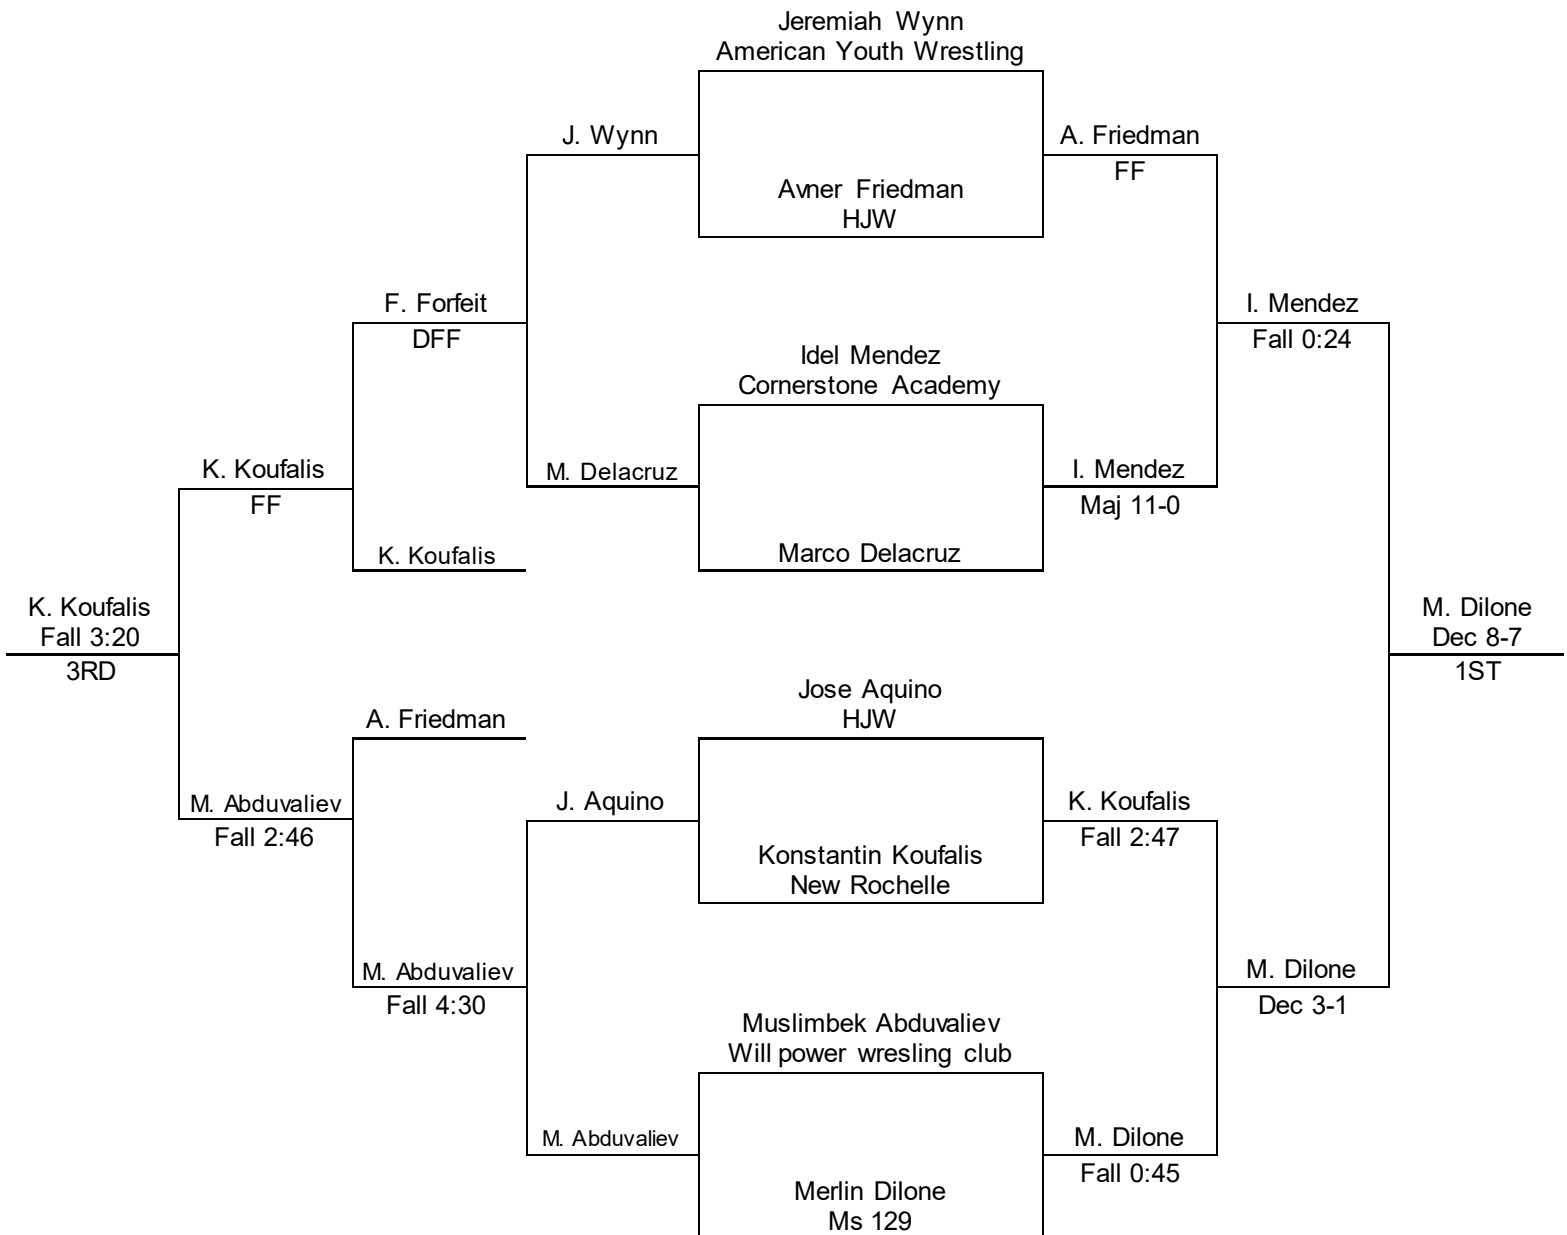 Jeremiah Wynn
American Youth Wrestling
J. Wynn
A. Friedman
FF
Avner Friedman
HJW
F. Forfeit
DFF
I. Mendez
Fall 0:24
Idel Mendez
Cornerstone Academy
K. Koufalis
FF
M. Delacruz
I. Mendez
Maj 11-0
Marco Delacruz
K. Koufalis
K. Koufalis
Fall 3:20
3RD
M. Dilone
Dec 8-7
1ST
Jose Aquino
HJW
A. Friedman
M. Abduvaliev
Fall 2:46
J. Aquino
K. Koufalis
Fall 2:47
Konstantin Koufalis
New Rochelle
M. Abduvaliev
Fall 4:30
M. Dilone
Dec 3-1
Muslimbek Abduvaliev
Will power wresling club
M. Abduvaliev
M. Dilone
Fall 0:45
Merlin Dilone
Ms 129